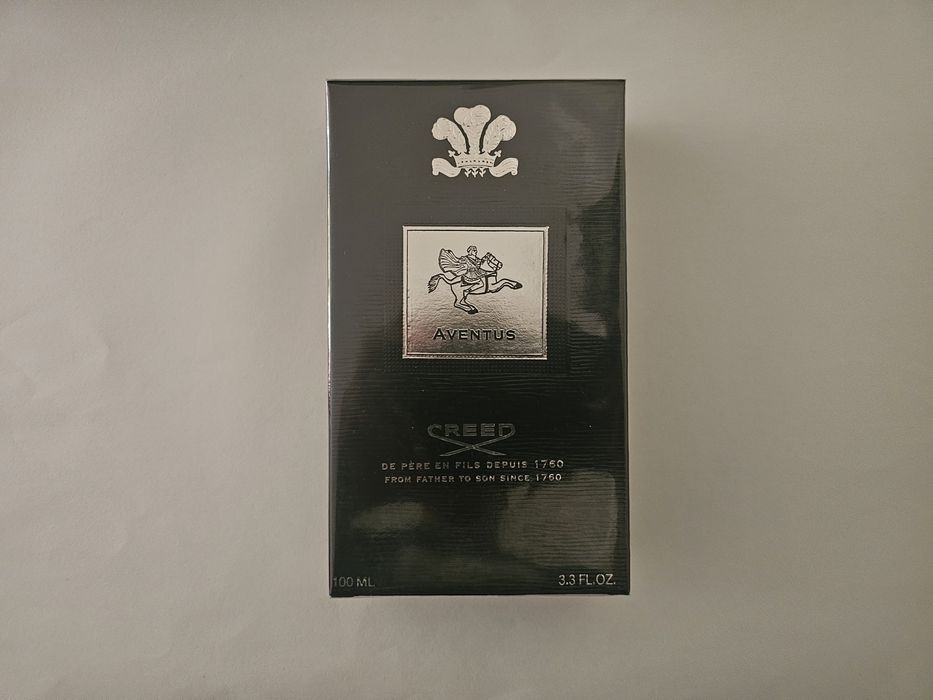 AVENTUS
CREED
DE PÈRE EN FILS DEPUIS 1760
FROM FATHER TO SON SINCE 1760
100 ML
3.3 FL.OZ.